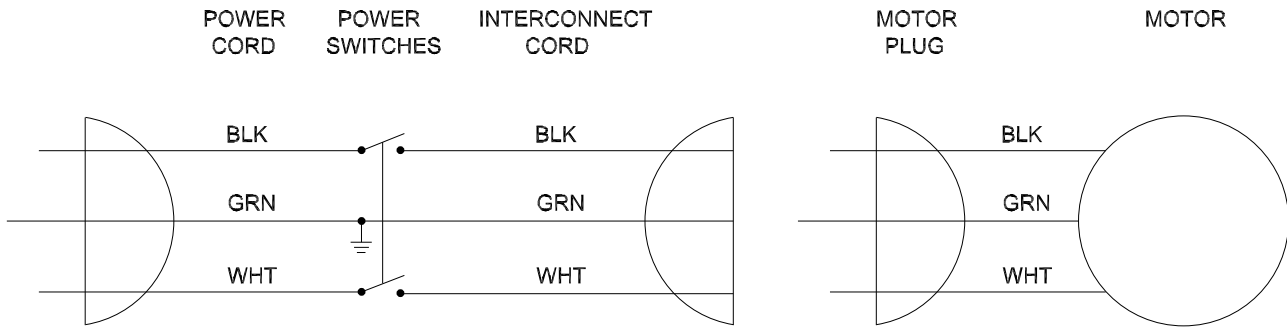 POWER
CORD
POWER
SWITCHES
INTERCONNECT
CORD
MOTOR
PLUG
MOTOR
BLK
BLK
BLK
GRN
GRN
GRN
WHT
WHT
WHT